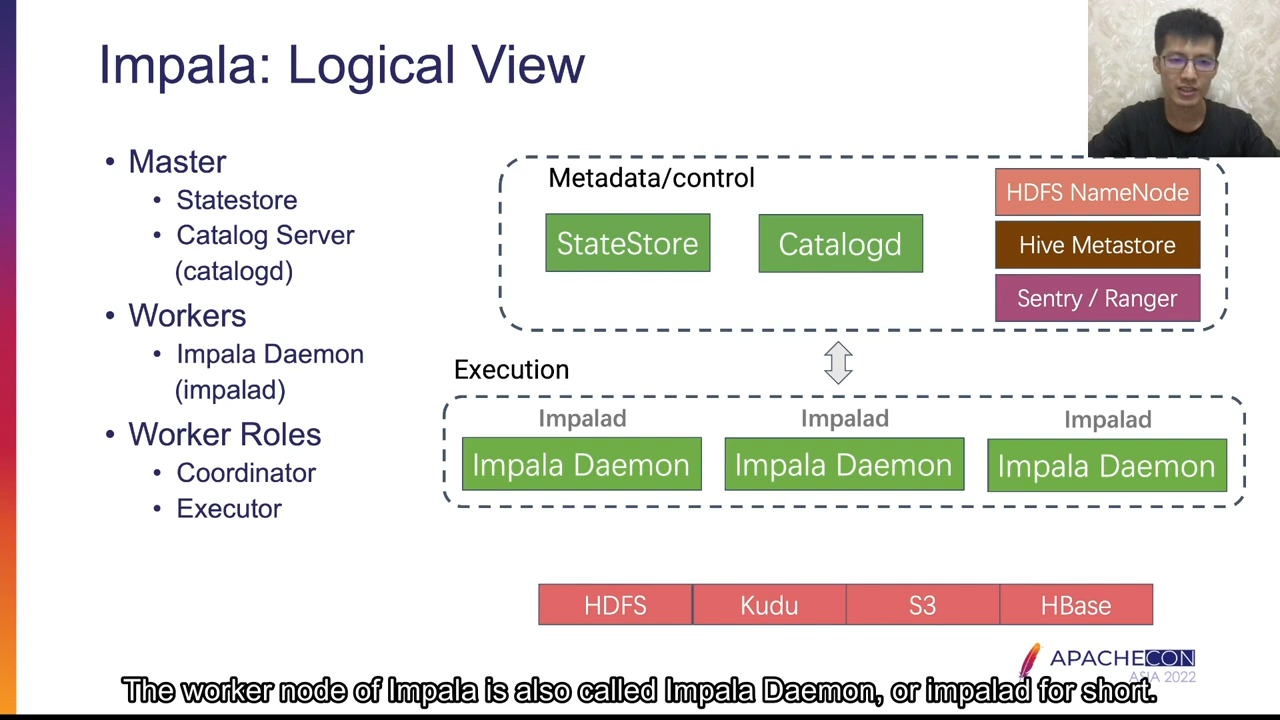 Impala: Logical View
• Master
• Statestore
• Catalog Server
(catalogd)
• Workers
• Impala Daemon
(impalad)
• Worker Roles
• Coordinator
• Executor
Metadata/control
StateStore
Catalogd
HDFS NameNode
Hive Metastore
Sentry / Ranger
Execution
Impalad
Impalad
Impalad
Impala Daemon
Impala Daemon
Impala Daemon
HDFS
Kudu
S3
HBase
APACHECON
ASIA 2022
The worker node of Impala is also called Impala Daemon, or impalad for short.